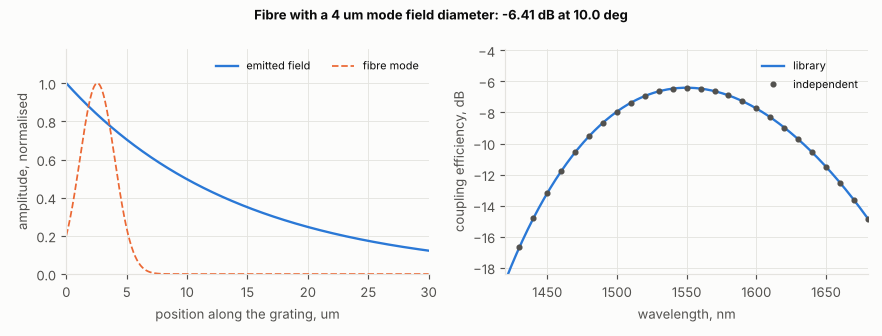 Fibre with a 4 um mode field diameter: -6.41 dB at 10.0 deg
emitted field
fibre mode
amplitude, normalised
1.0
0.8
0.6
0.4
0.2
0.0
0
5
10
15
20
25
30
position along the grating, um
library
independent
coupling efficiency, dB
−4
−6
−8
−10
−12
−14
−16
−18
1450
1500
1550
1600
1650
wavelength, nm